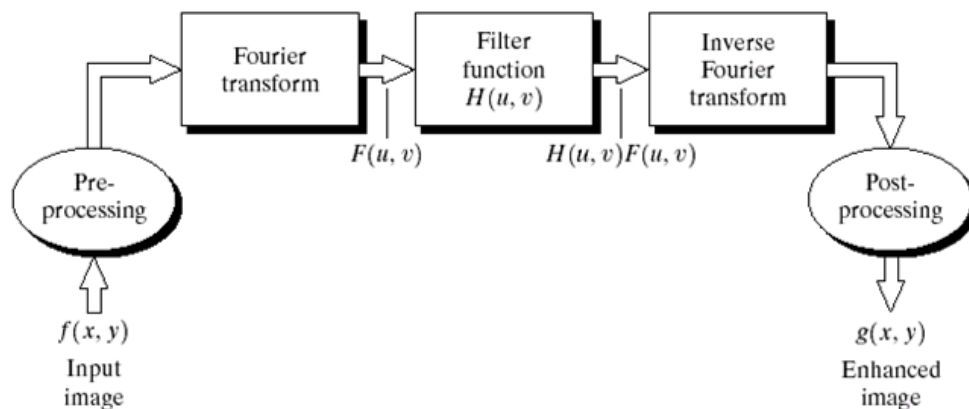 Fourier
transform
Filter
function
H(u, v)
Inverse
Fourier
transform
F(u, v)
H(u, v)F(u, v)
Pre-
processing
Post-
processing
f(x, y)
Input
image
g(x, y)
Enhanced
image